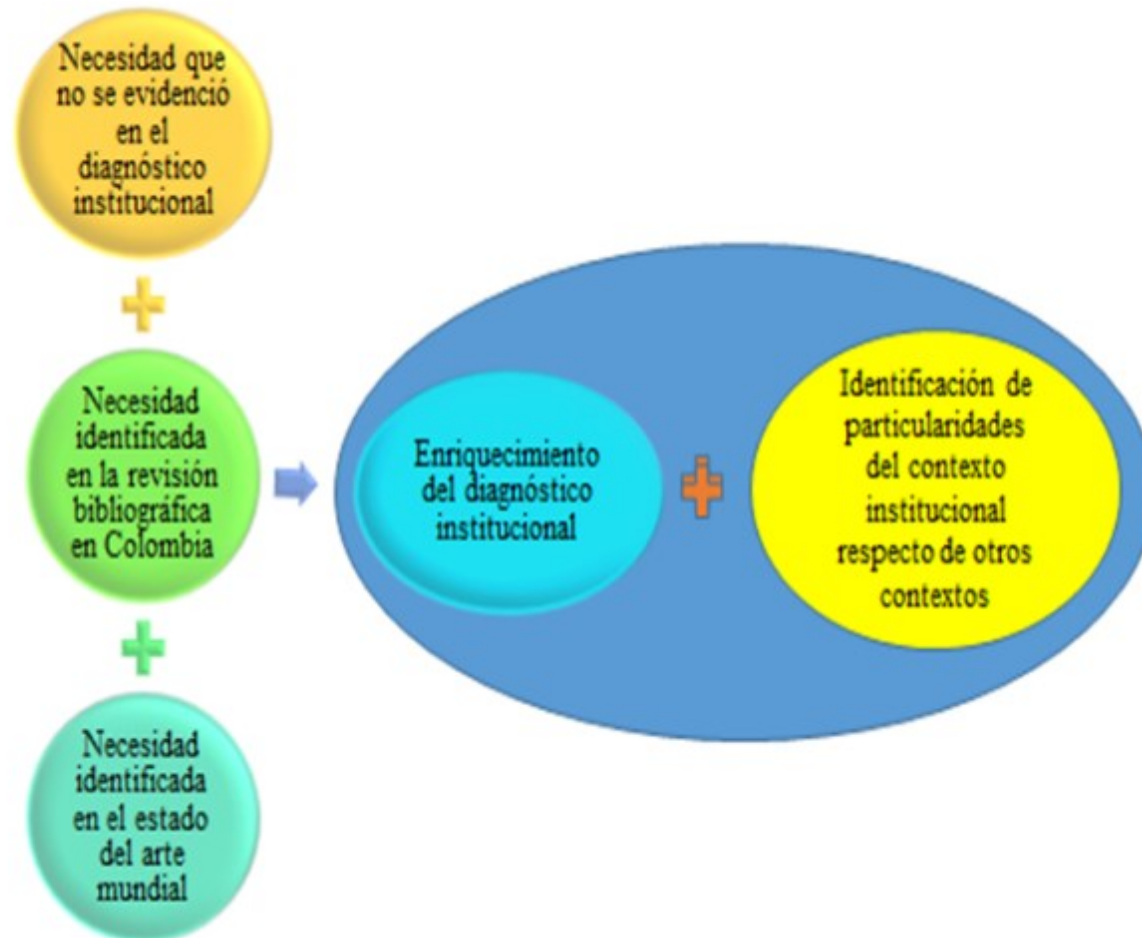 Necesidad que
no se evidenció
en el
diagnóstico
institucional
Necesidad
identificada
en la revisión
bibliográfica
en Colombia
Necesidad
identificada
en el estado
del arte
mundial
Enriquecimiento
del diagnóstico
institucional
Identificación de
particularidades
del contexto
institucional
respecto de otros
contextos